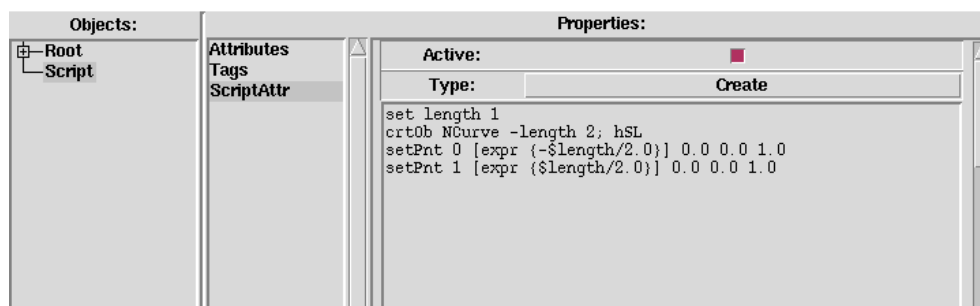 Objects:
Properties:
Root
Script
Attributes
Tags
ScriptAttr
Active:
Type:
Create
set length 1
crtOb NCurve -length 2; hSL
setPnt 0 [expr {-$length/2.0}] 0.0 0.0 1.0
setPnt 1 [expr {$length/2.0}] 0.0 0.0 1.0